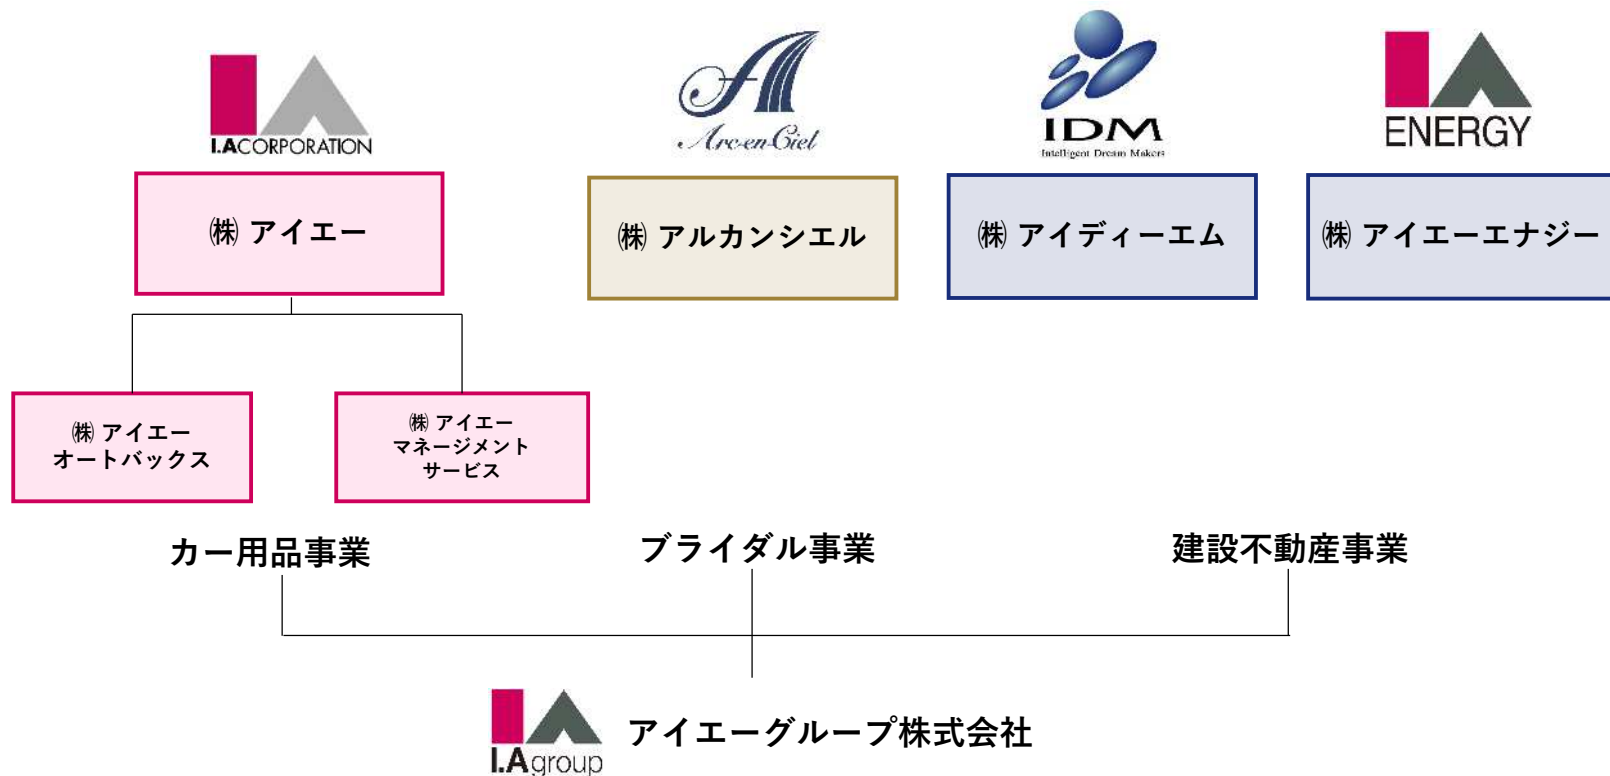 I.ACORPORATION
Arc-en-Ciel
IDM
Intelligent Dream Makers
ENERGY
㈱ アイエー
㈱ アルカンシエル
㈱ アイディーエム
㈱ アイエーエナジー
㈱ アイエー
オートバックス
㈱ アイエー
マネージメント
サービス
カー用品事業
ブライダル事業
建設不動産事業
アイエーグループ株式会社
I.Agroup